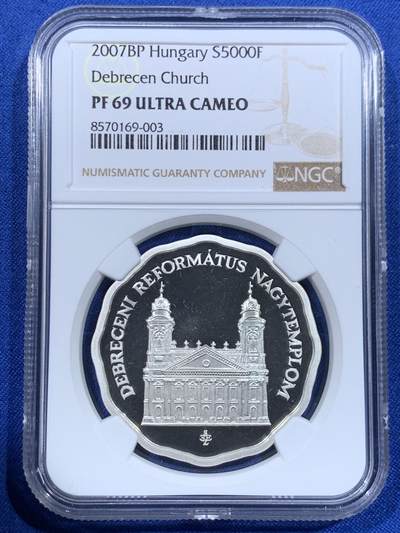 2007BP Hungary S5000F
Debrecen Church
PF 69 ULTRA CAMEO
8570169-003
NUMISMATIC GUARANTY COMPANY
NGC®
DEBRECENI REFORMÁTUS NAGYTEMPLOM